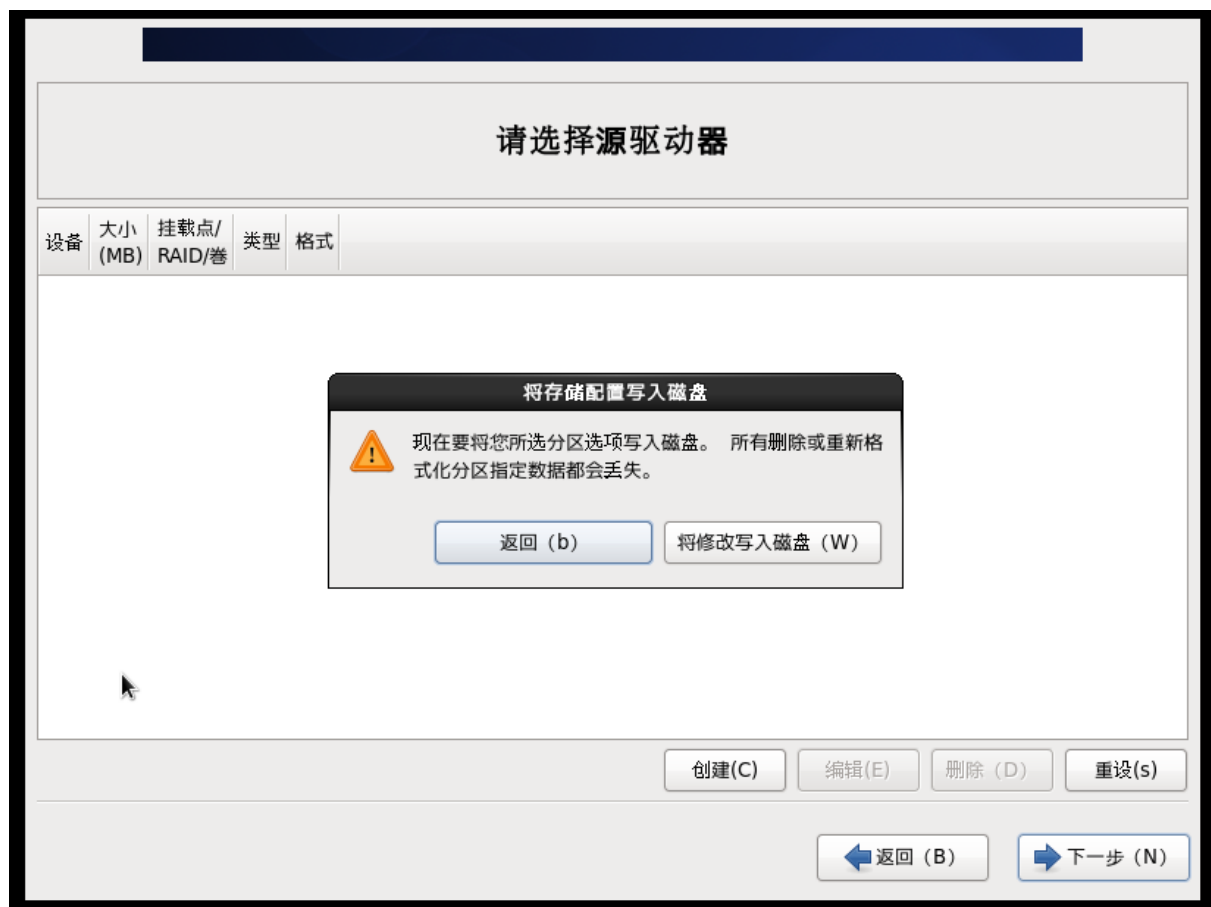 请选择源驱动器
设备
大小
(MB)
挂载点/
RAID/卷
类型
格式
将存储配置写入磁盘
现在要将您所选分区选项写入磁盘。 所有删除或重新格
式化分区指定数据都会丢失。
返回（b）
将修改写入磁盘（W）
创建(C)
编辑(E)
删除（D）
重设(s)
返回（B）
下一步（N）